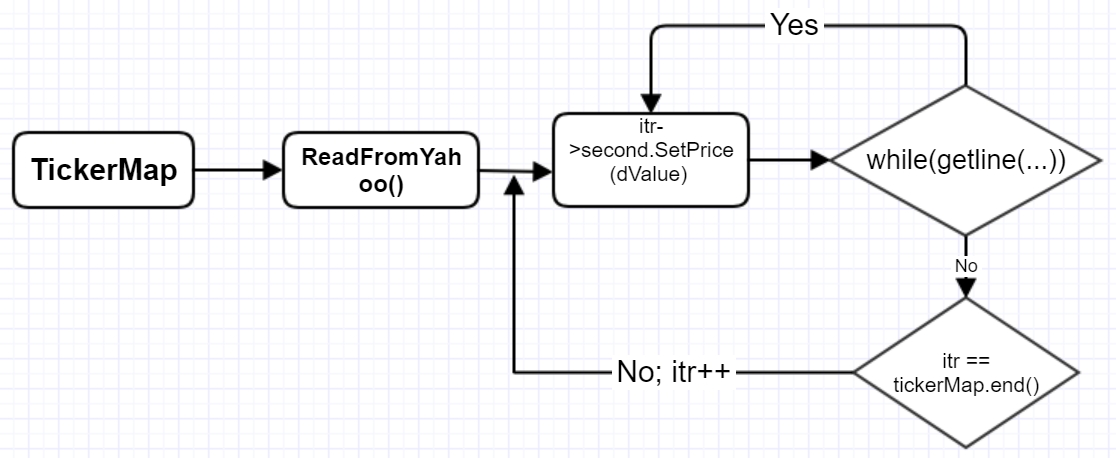 Yes
TickerMap
ReadFromYah
oo()
itr-
>second.SetPrice
(dValue)
while(getline(...))
No
itr ==
tickerMap.end()
No; itr++